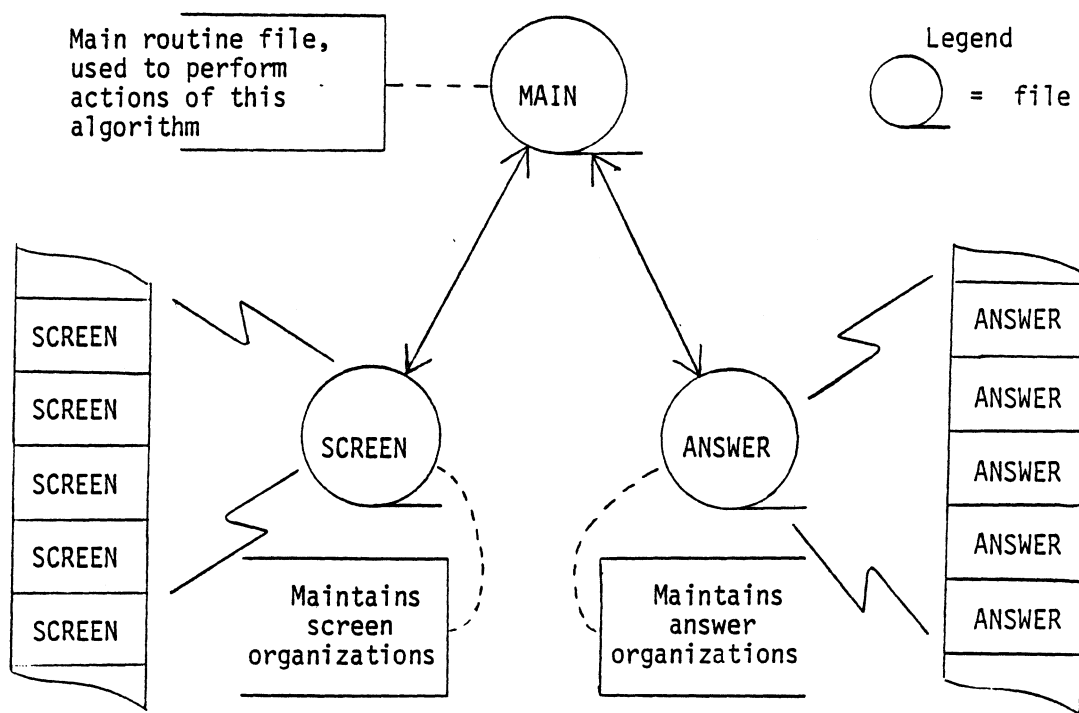 Main routine file,
used to perform
actions of this
algorithm
MAIN
Legend
= file
SCREEN
SCREEN
SCREEN
SCREEN
SCREEN
SCREEN
ANSWER
ANSWER
ANSWER
ANSWER
ANSWER
ANSWER
Maintains
screen
organizations
Maintains
answer
organizations